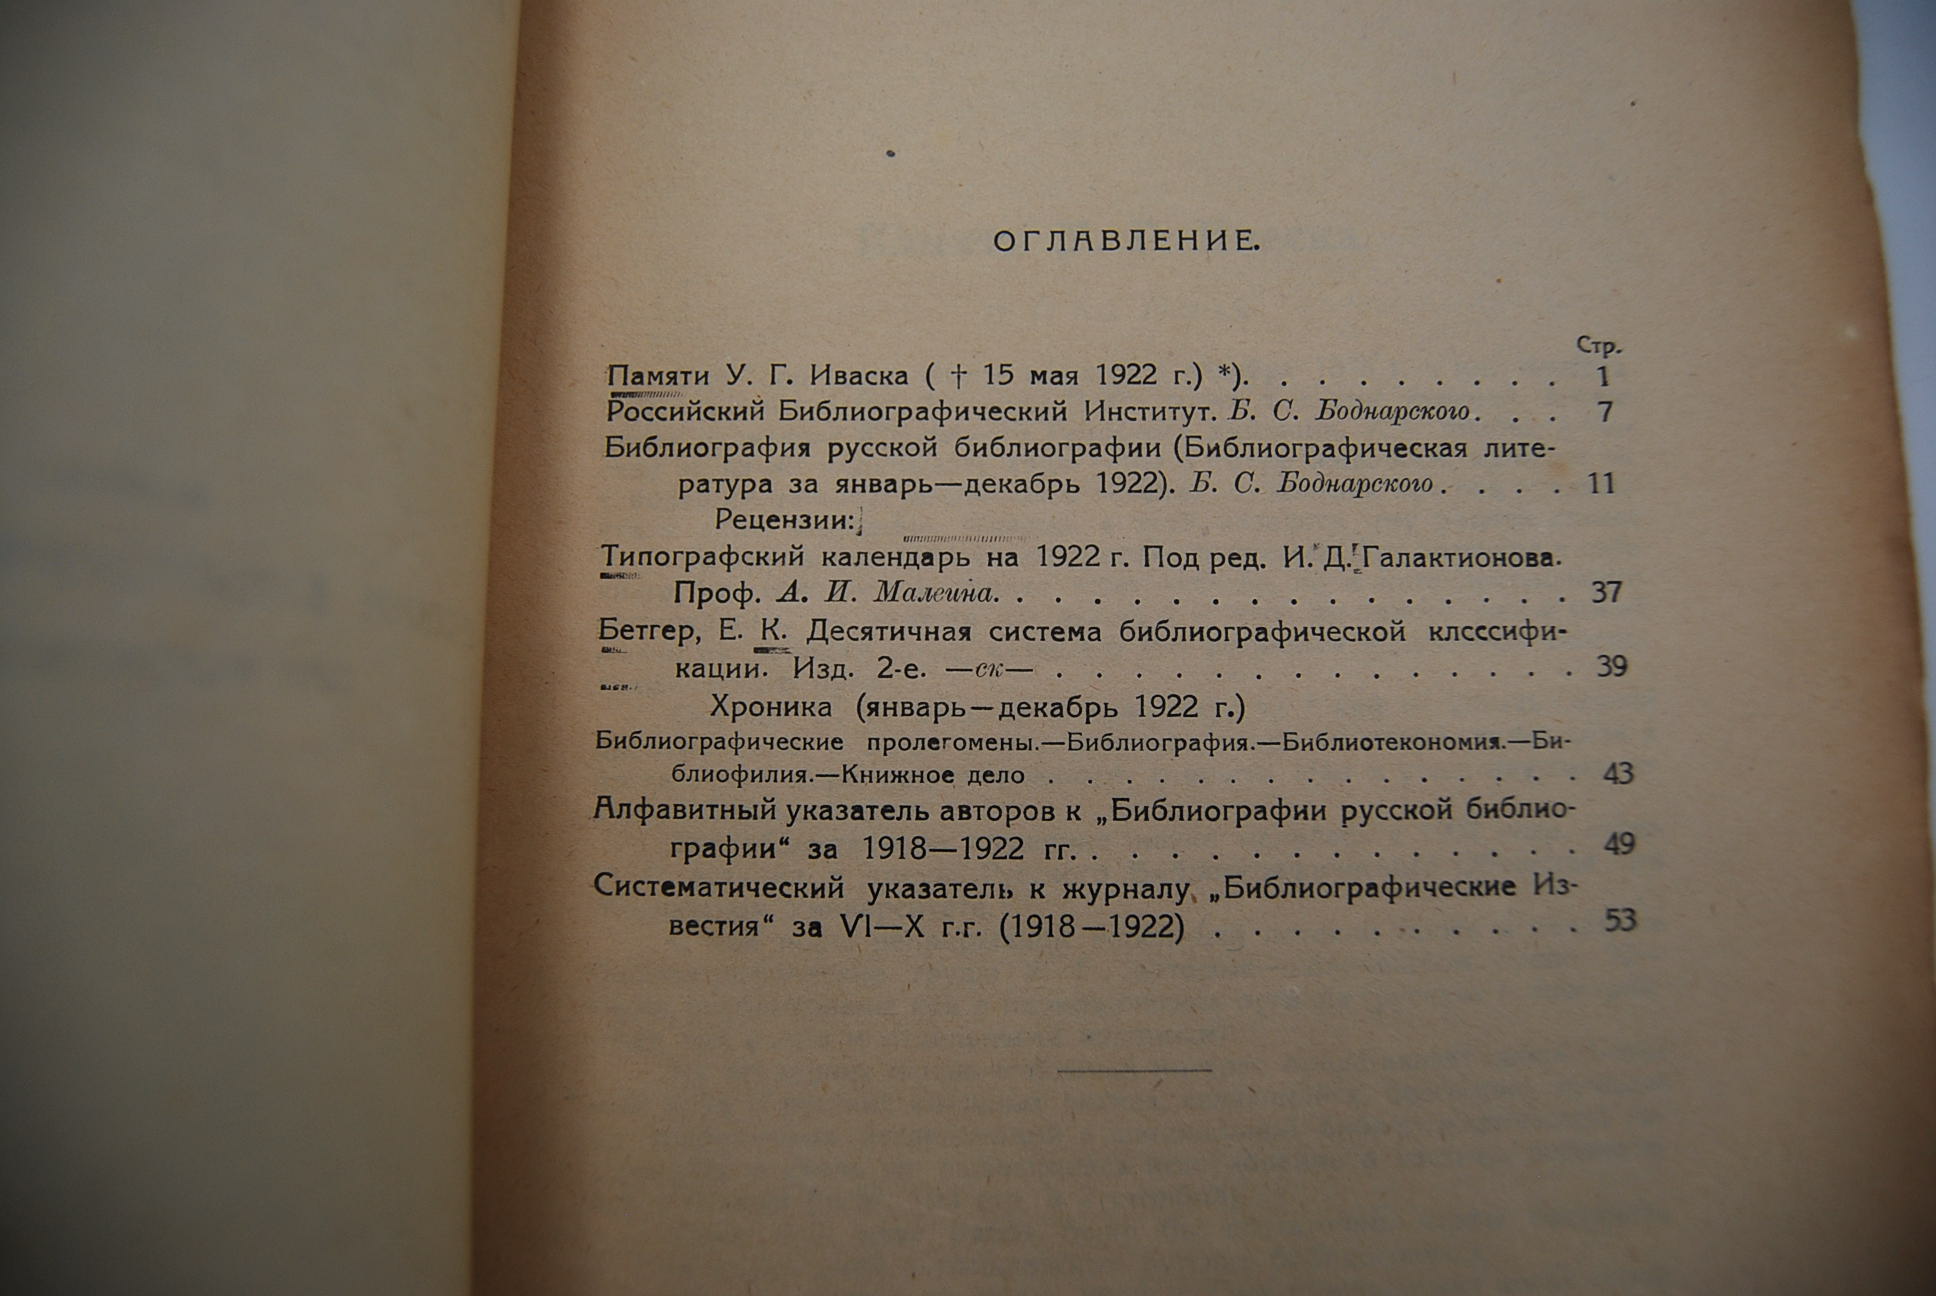 ОГЛАВЛЕНИЕ.
Стр.
Памяти У. Г. Иваска ( † 15 мая 1922 г.) *). . . . . . . . . 1
Российский Библиографический Институт. Б. С. Боднарского. . . 7
Библиография русской библиографии (Библиографическая лите-
ратура за январь—декабрь 1922). Б. С. Боднарского. . . . 11
Рецензии:
Типографский календарь на 1922 г. Под ред. И. Д. Галактионова.
Проф. А. И. Малеина. . . . . . . . . . . . . . . . 37
Бетгер, Е. К. Десятичная система библиографической клсссифи-
кации. Изд. 2-е. —ск— . . . . . . . . . . . . . . 39
Хроника (январь—декабрь 1922 г.)
Библиографические пролегомены.—Библиография.—Библиотекономия.—Би-
блиофилия.—Книжное дело . . . . . . . . . . . . . . 43
Алфавитный указатель авторов к „Библиографии русской библио-
графии“ за 1918—1922 гг. . . . . . . . . . . . . . 49
Систематический указатель к журналу „Библиографические Из-
вестия“ за VI—X г.г. (1918—1922) . . . . . . . . . . 53